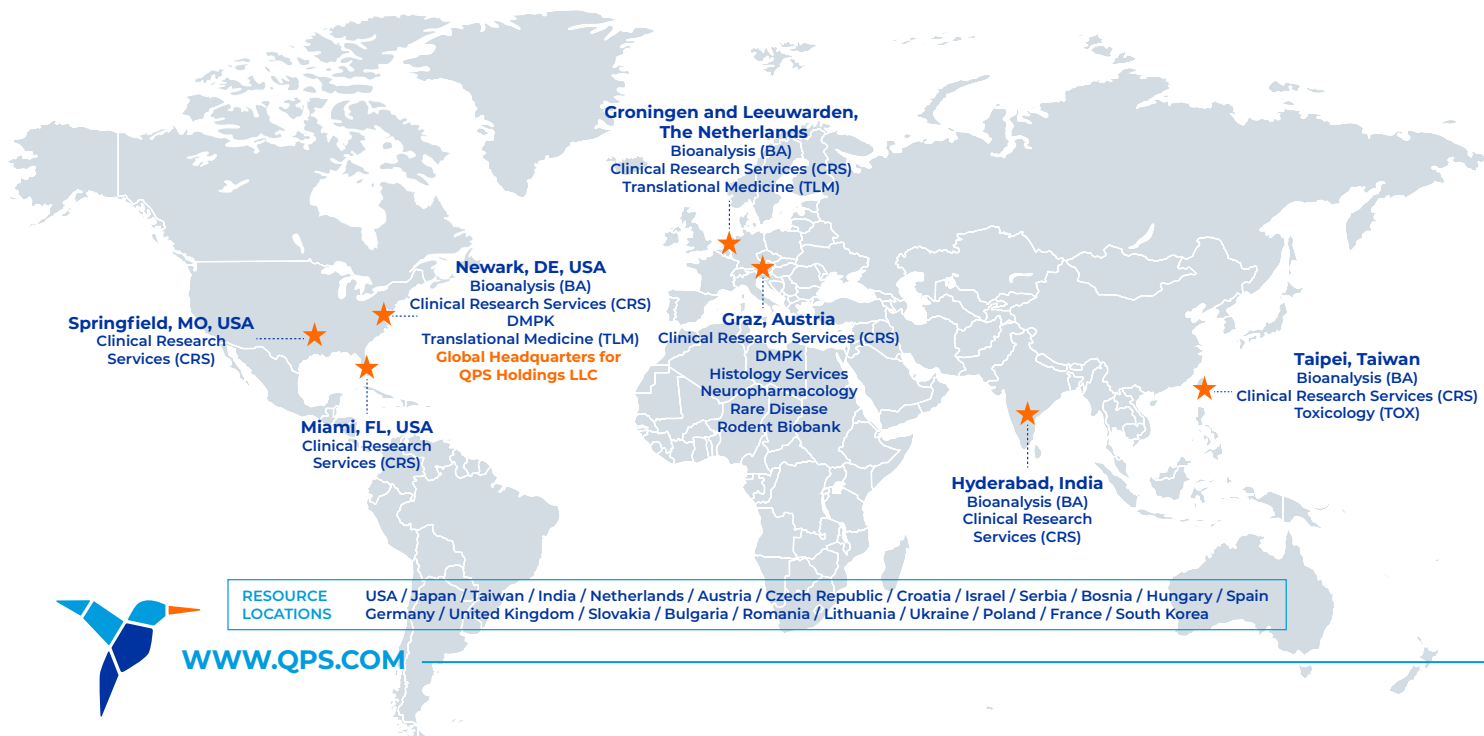 Groningen and Leeuwarden,
The Netherlands
Bioanalysis (BA)
Clinical Research Services (CRS)
Translational Medicine (TLM)
Newark, DE, USA
Bioanalysis (BA)
Clinical Research Services (CRS)
DMPK
Translational Medicine (TLM)
Global Headquarters for
QPS Holdings LLC
Springfield, MO, USA
Clinical Research
Services (CRS)
Miami, FL, USA
Clinical Research
Services (CRS)
Graz, Austria
Clinical Research Services (CRS)
DMPK
Histology Services
Neuropharmacology
Rare Disease
Rodent Biobank
Taipei, Taiwan
Bioanalysis (BA)
Clinical Research Services (CRS)
Toxicology (TOX)
Hyderabad, India
Bioanalysis (BA)
Clinical Research
Services (CRS)
RESOURCE
LOCATIONS
USA / Japan / Taiwan / India / Netherlands / Austria / Czech Republic / Croatia / Israel / Serbia / Bosnia / Hungary / Spain
Germany / United Kingdom / Slovakia / Bulgaria / Romania / Lithuania / Ukraine / Poland / France / South Korea
WWW.QPS.COM